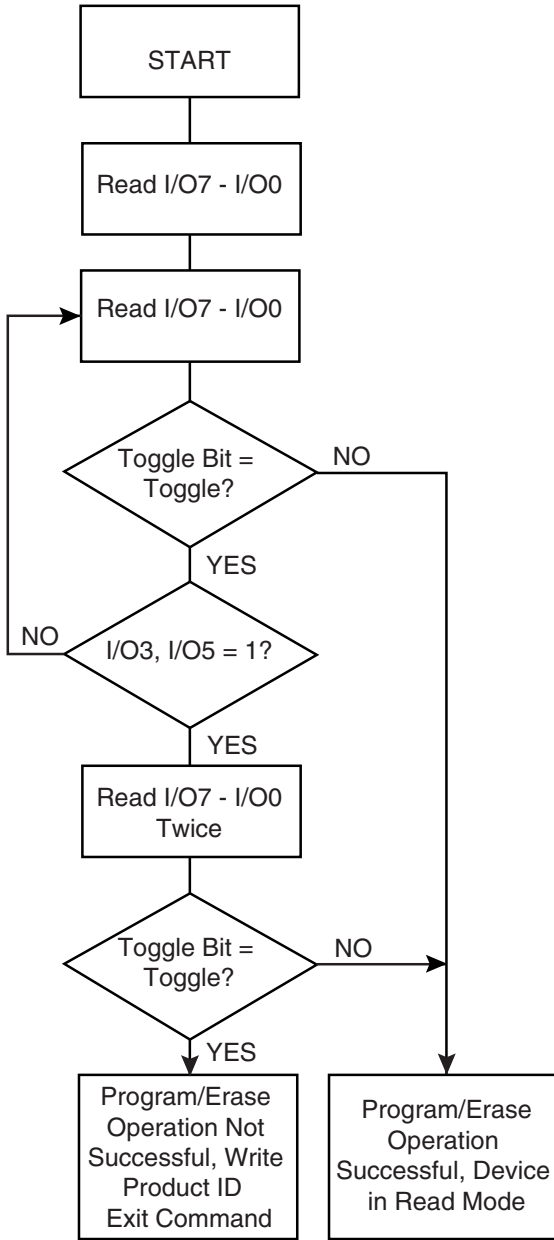 START
Read I/O7 - I/O0
Read I/O7 - I/O0
Toggle Bit =
Toggle?
NO
YES
NO
I/O3, I/O5 = 1?
YES
Read I/O7 - I/O0
Twice
Toggle Bit =
Toggle?
NO
YES
Program/Erase
Operation Not
Successful, Write
Product ID
Exit Command
Program/Erase
Operation
Successful, Device
in Read Mode